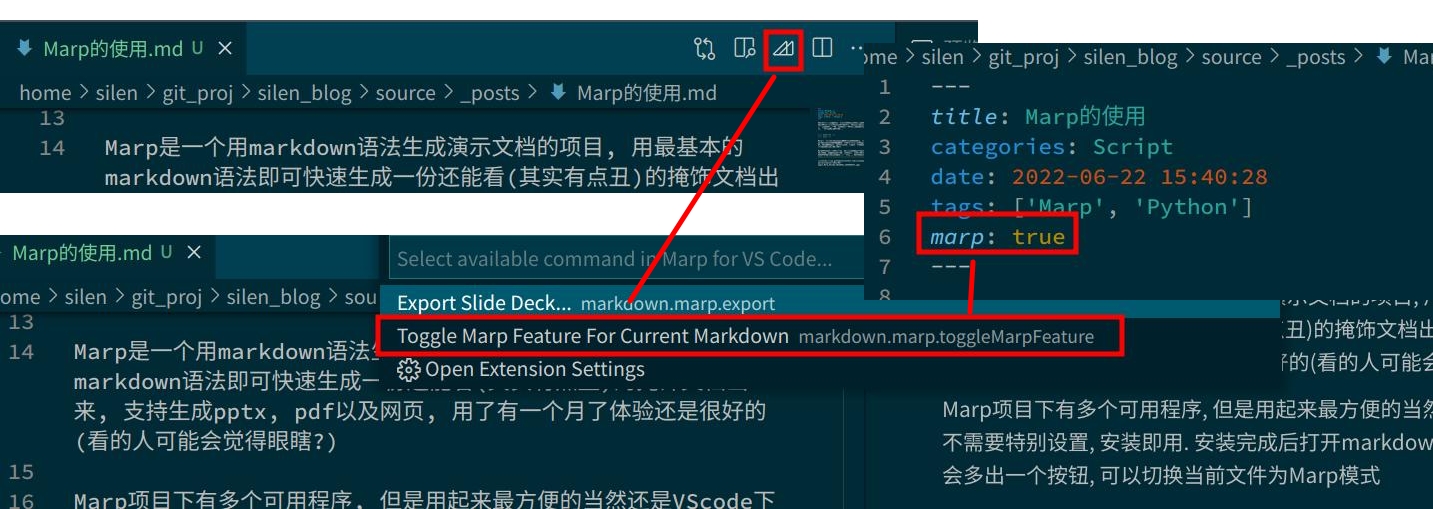 Marp的使用.md U
home > silen > git_proj > silen_blog > source > _posts > Marp的使用.md
13
14 Marp是一个用markdown语法生成演示文档的项目, 用最基本的
markdown语法即可快速生成一份还能看(其实有点丑)的掩饰文档出
ome > silen > git_proj > silen_blog > source > _posts > Mar
1 ---
2 title: Marp的使用
3 categories: Script
4 date: 2022-06-22 15:40:28
5 tags: ['Marp', 'Python']
6 marp: true
7 ---
8
Marp的使用.md U
ome > silen > git_proj > silen_blog > sou
Select available command in Marp for VS Code...
Export Slide Deck... markdown.marp.export
Toggle Marp Feature For Current Markdown markdown.marp.toggleMarpFeature
Open Extension Settings
13
14 Marp是一个用markdown语法
markdown语法即可快速生成一
来, 支持生成pptx, pdf以及网页, 用了有一个月了体验还是很好的
(看的人可能会觉得眼瞎?)
15
16 Marp项目下有多个可用程序, 但是用起来最方便的当然还是VScode下
丑)的掩饰文档出
的(看的人可能会
Marp项目下有多个可用程序, 但是用起来最方便的当然
不需要特别设置, 安装即用. 安装完成后打开markdow
会多出一个按钮, 可以切换当前文件为Marp模式